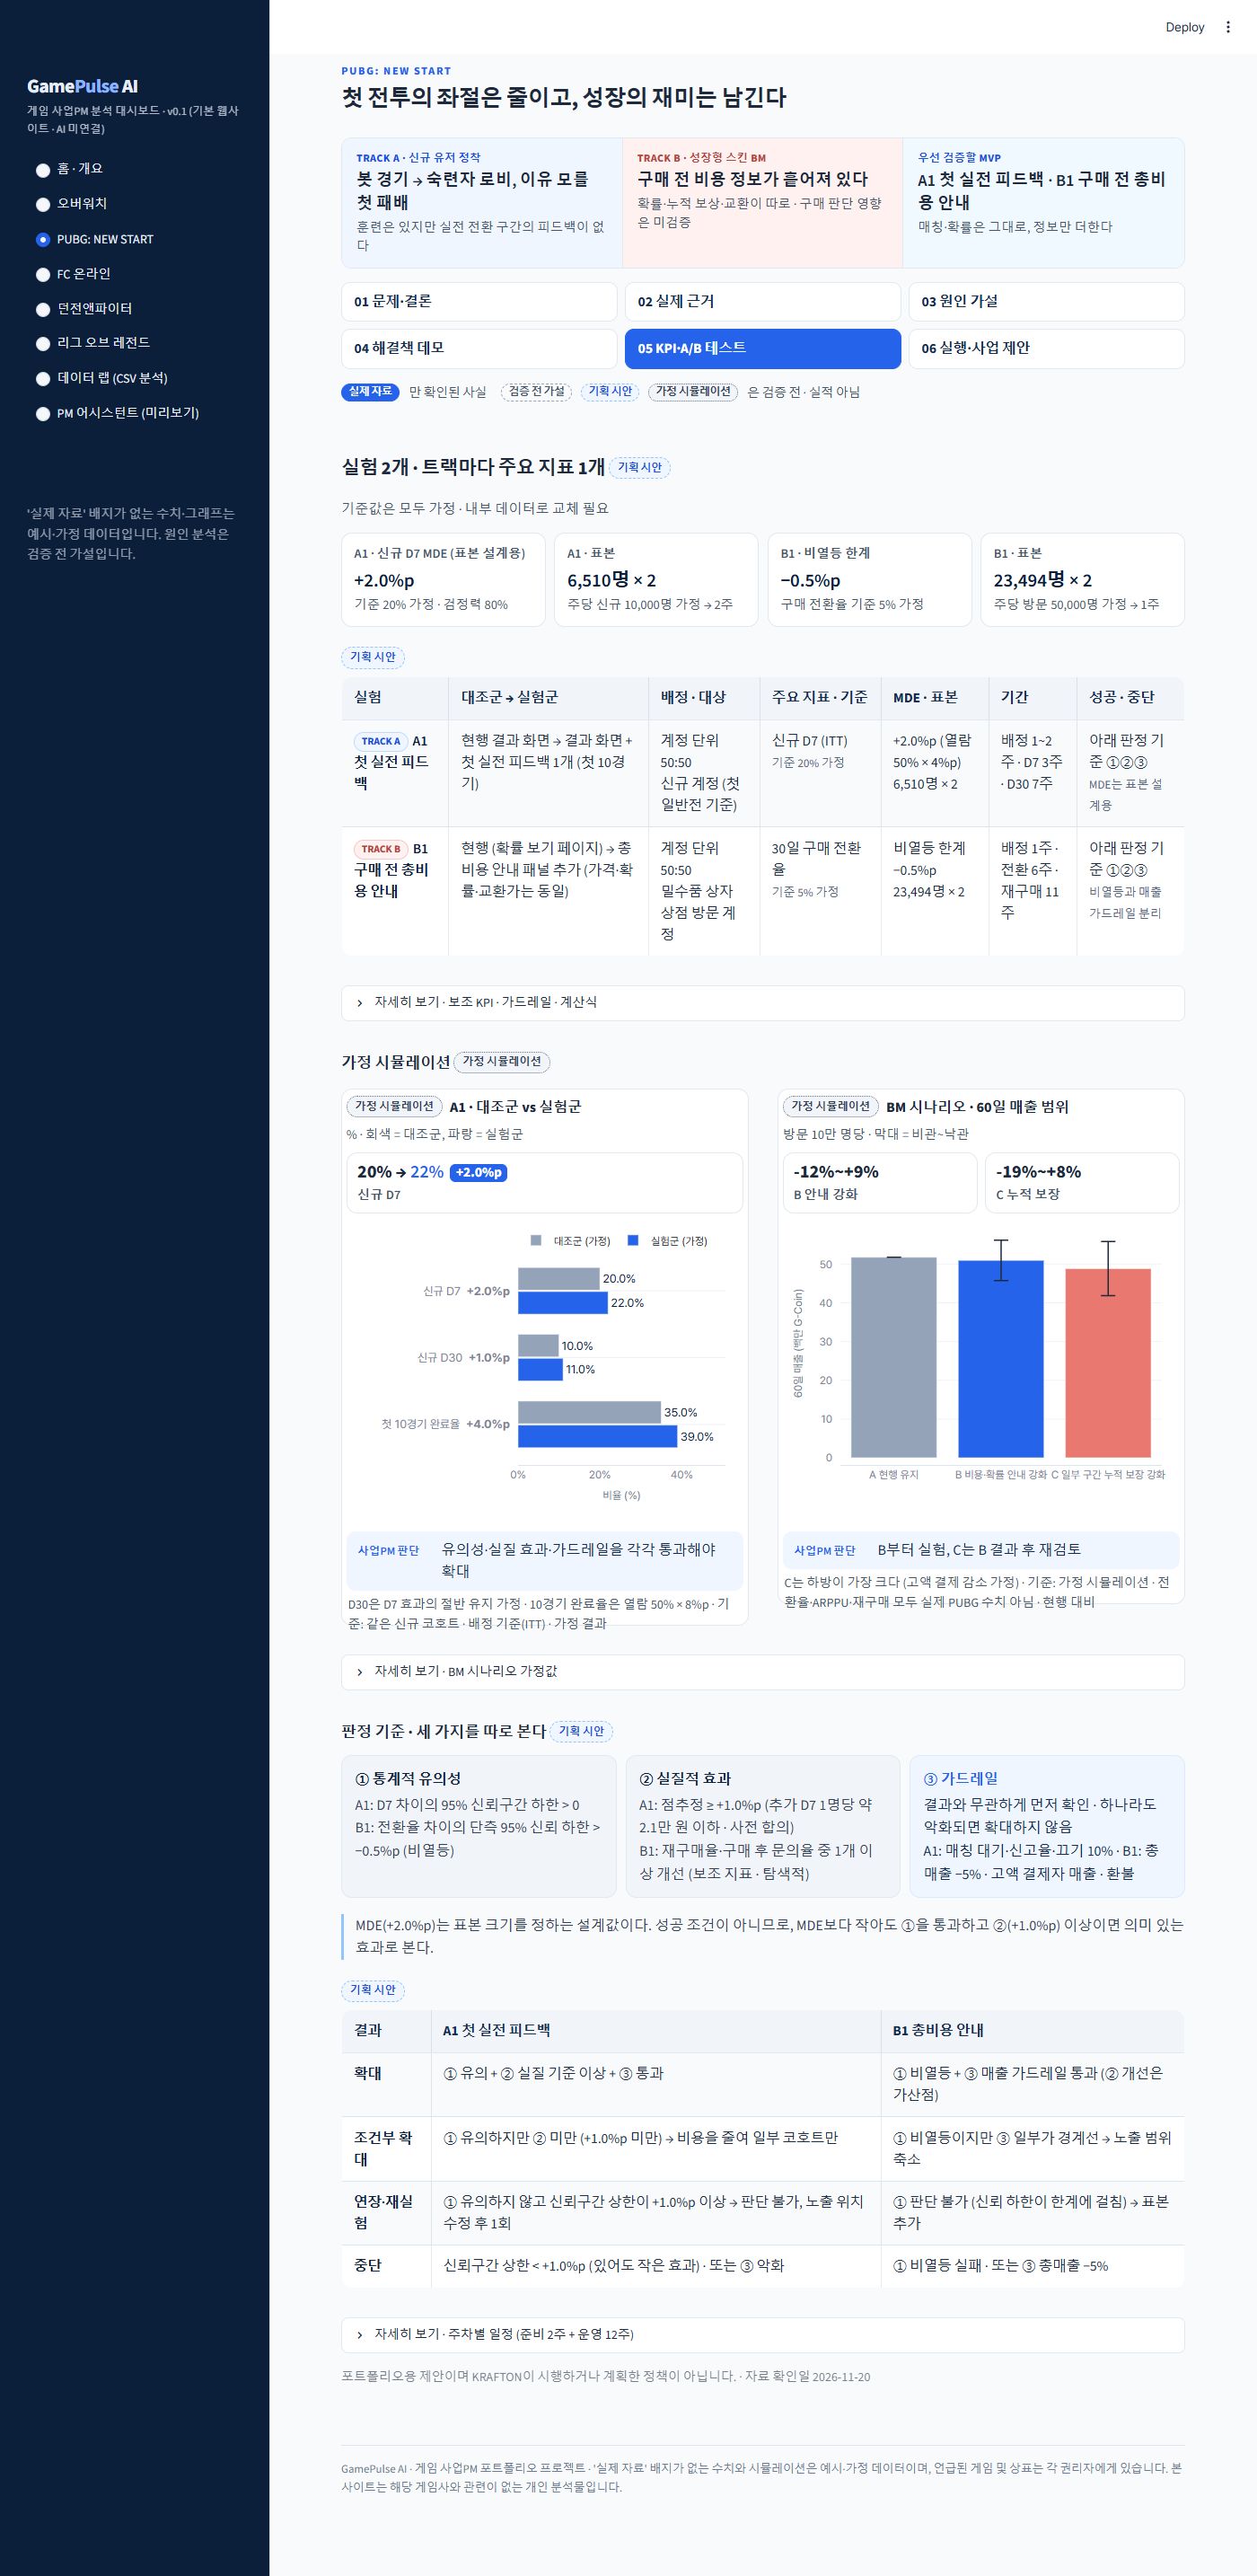 Deploy
GamePulse AI
게임 사업PM 분석 대시보드 · v0.1 (기본 웹사
이트 · AI 미연결)
홈 · 개요
오버워치
PUBG: NEW START
FC 온라인
던전앤파이터
리그 오브 레전드
데이터 랩 (CSV 분석)
PM 어시스턴트 (미리보기)
'실제 자료' 배지가 없는 수치·그래프는
예시·가정 데이터입니다. 원인 분석은
검증 전 가설입니다.
PUBG: NEW START
첫 전투의 좌절은 줄이고, 성장의 재미는 남긴다
TRACK A · 신규 유저 정착
봇 경기 → 숙련자 로비, 이유 모를
첫 패배
훈련은 있지만 실전 전환 구간의 피드백이 없
다
TRACK B · 성장형 스킨 BM
구매 전 비용 정보가 흩어져 있다
확률·누적 보상·교환이 따로 · 구매 판단 영향
은 미검증
우선 검증할 MVP
A1 첫 실전 피드백 · B1 구매 전 총비
용 안내
매칭·확률은 그대로, 정보만 더한다
01 문제·결론
02 실제 근거
03 원인 가설
04 해결책 데모
05 KPI·A/B 테스트
06 실행·사업 제안
실제 자료 만 확인된 사실 검증 전 가설 기획 시안 가정 시뮬레이션 은 검증 전 · 실적 아님
실험 2개 · 트랙마다 주요 지표 1개 기획 시안
기준값은 모두 가정 · 내부 데이터로 교체 필요
A1 · 신규 D7 MDE (표본 설계용)
+2.0%p
기준 20% 가정 · 검정력 80%
A1 · 표본
6,510명 × 2
주당 신규 10,000명 가정 → 2주
B1 · 비열등 한계
−0.5%p
구매 전환율 기준 5% 가정
B1 · 표본
23,494명 × 2
주당 방문 50,000명 가정 → 1주
기획 시안
실험
대조군 → 실험군
배정 · 대상
주요 지표 · 기준
MDE · 표본
기간
성공 · 중단
TRACK A A1
첫 실전 피드
백
현행 결과 화면 → 결과 화면 +
첫 실전 피드백 1개 (첫 10경
기)
계정 단위
50:50
신규 계정 (첫
일반전 기준)
신규 D7 (ITT)
기준 20% 가정
+2.0%p (열람
50% × 4%p)
6,510명 × 2
배정 1~2
주 · D7 3주
· D30 7주
아래 판정 기
준 ①②③
MDE는 표본 설
계용
TRACK B B1
구매 전 총비
용 안내
현행 (확률 보기 페이지) → 총
비용 안내 패널 추가 (가격·확
률·교환가는 동일)
계정 단위
50:50
밀수품 상자
상점 방문 계
정
30일 구매 전환
율
기준 5% 가정
비열등 한계
−0.5%p
23,494명 × 2
배정 1주 ·
전환 6주 ·
재구매 11
주
아래 판정 기
준 ①②③
비열등과 매출
가드레일 분리
자세히 보기 · 보조 KPI · 가드레일 · 계산식
가정 시뮬레이션 가정 시뮬레이션
가정 시뮬레이션 A1 · 대조군 vs 실험군
% · 회색 = 대조군, 파랑 = 실험군
20% → 22% +2.0%p
신규 D7
대조군 (가정) 실험군 (가정)
신규 D7 +2.0%p
20.0%
22.0%
신규 D30 +1.0%p
10.0%
11.0%
첫 10경기 완료율 +4.0%p
35.0%
39.0%
0% 20% 40%
비율 (%)
사업PM 판단
유의성·실질 효과·가드레일을 각각 통과해야
확대
D30은 D7 효과의 절반 유지 가정 · 10경기 완료율은 열람 50% × 8%p · 기
준: 같은 신규 코호트 · 배정 기준(ITT) · 가정 결과
가정 시뮬레이션 BM 시나리오 · 60일 매출 범위
방문 10만 명당 · 막대 = 비관~낙관
-12%~+9%
B 안내 강화
-19%~+8%
C 누적 보장
60일 매출 (백만 G-Coin)
50
40
30
20
10
0
A 현행 유지
B 비용·확률 안내 강화
C 일부 구간 누적 보장 강화
사업PM 판단
B부터 실험, C는 B 결과 후 재검토
C는 하방이 가장 크다 (고액 결제 감소 가정) · 기준: 가정 시뮬레이션 · 전
환율·ARPPU·재구매 모두 실제 PUBG 수치 아님 · 현행 대비
자세히 보기 · BM 시나리오 가정값
판정 기준 · 세 가지를 따로 본다 기획 시안
① 통계적 유의성
A1: D7 차이의 95% 신뢰구간 하한 > 0
B1: 전환율 차이의 단측 95% 신뢰 하한 >
−0.5%p (비열등)
② 실질적 효과
A1: 점추정 ≥ +1.0%p (추가 D7 1명당 약
2.1만 원 이하 · 사전 합의)
B1: 재구매율·구매 후 문의율 중 1개 이
상 개선 (보조 지표 · 탐색적)
③ 가드레일
결과와 무관하게 먼저 확인 · 하나라도
악화되면 확대하지 않음
A1: 매칭 대기·신고율·끄기 10% · B1: 총
매출 −5% · 고액 결제자 매출 · 환불
MDE(+2.0%p)는 표본 크기를 정하는 설계값이다. 성공 조건이 아니므로, MDE보다 작아도 ①을 통과하고 ②(+1.0%p) 이상이면 의미 있는
효과로 본다.
기획 시안
결과
A1 첫 실전 피드백
B1 총비용 안내
확대
① 유의 + ② 실질 기준 이상 + ③ 통과
① 비열등 + ③ 매출 가드레일 통과 (② 개선은
가산점)
조건부 확
대
① 유의하지만 ② 미만 (+1.0%p 미만) → 비용을 줄여 일부 코호트만
① 비열등이지만 ③ 일부가 경계선 → 노출 범위
축소
연장·재실
험
① 유의하지 않고 신뢰구간 상한이 +1.0%p 이상 → 판단 불가, 노출 위치
수정 후 1회
① 판단 불가 (신뢰 하한이 한계에 걸침) → 표본
추가
중단
신뢰구간 상한 < +1.0%p (있어도 작은 효과) · 또는 ③ 악화
① 비열등 실패 · 또는 ③ 총매출 −5%
자세히 보기 · 주차별 일정 (준비 2주 + 운영 12주)
포트폴리오용 제안이며 KRAFTON이 시행하거나 계획한 정책이 아닙니다. · 자료 확인일 2026-11-20
GamePulse AI · 게임 사업PM 포트폴리오 프로젝트 · '실제 자료' 배지가 없는 수치와 시뮬레이션은 예시·가정 데이터이며, 언급된 게임 및 상표는 각 권리자에게 있습니다. 본
사이트는 해당 게임사와 관련이 없는 개인 분석물입니다.